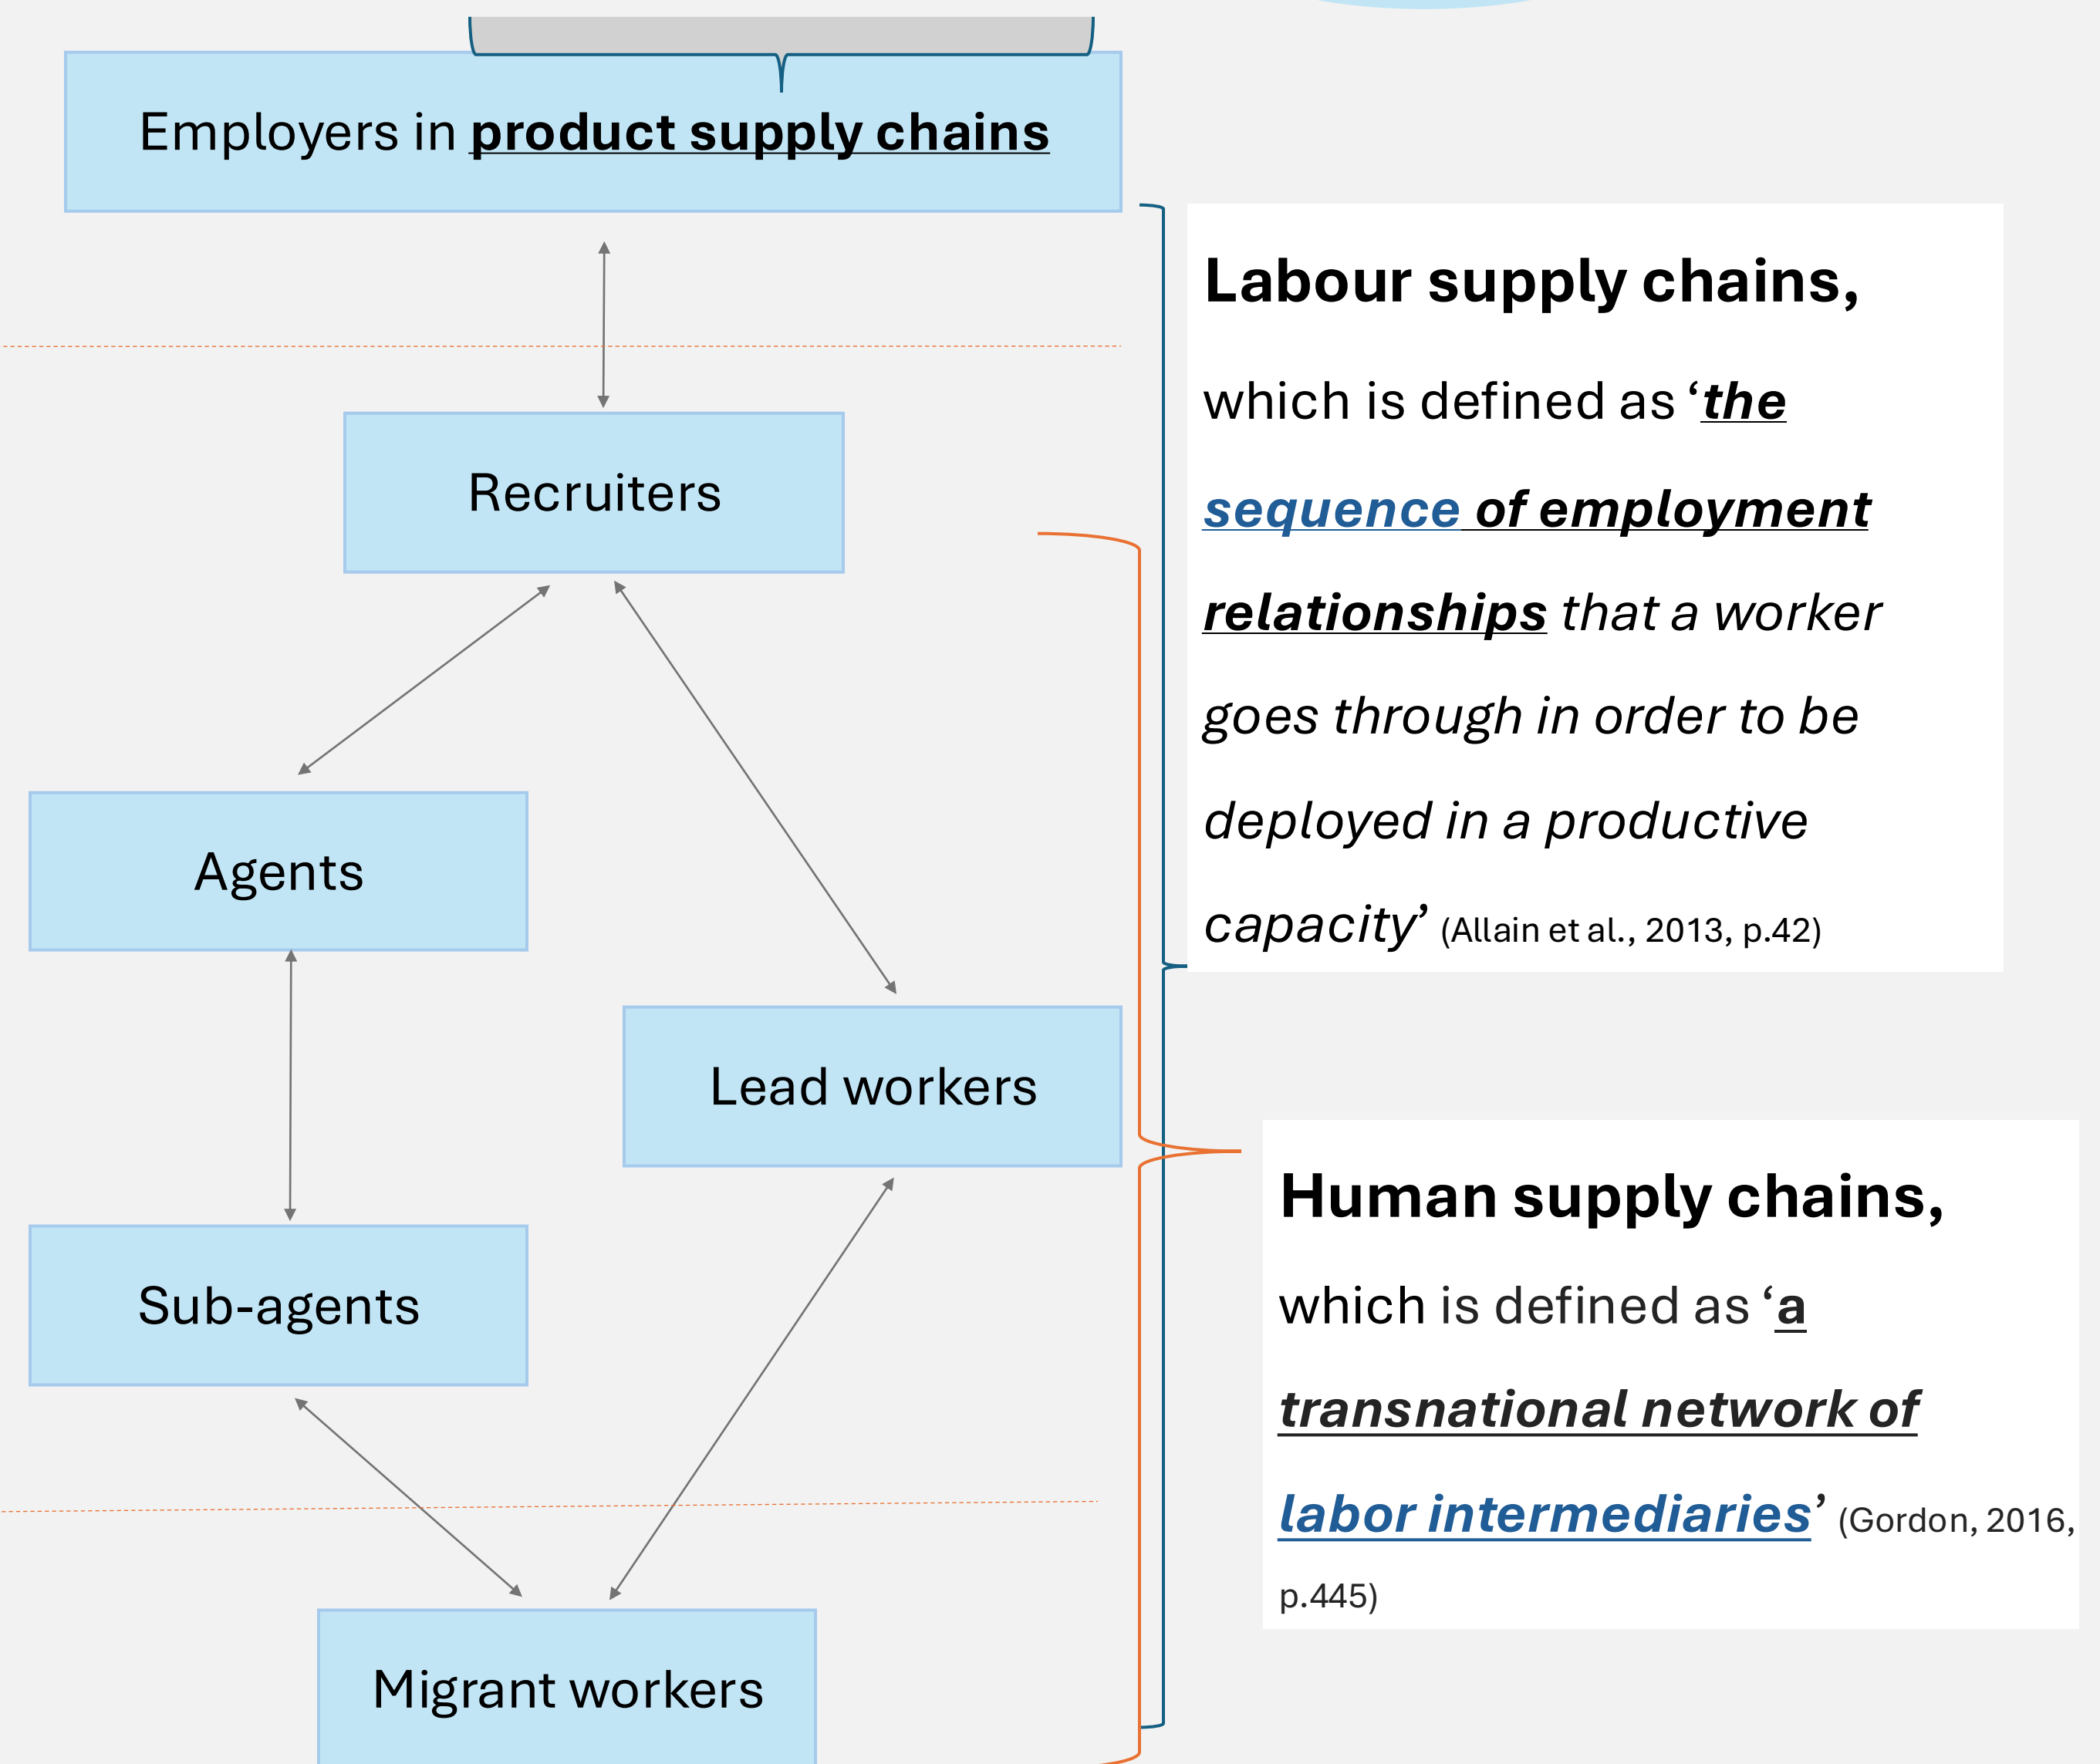 Employers in product supply chains
Recruiters
Agents
Lead workers
Sub-agents
Migrant workers
Labour supply chains,
which is defined as ‘the
sequence of employment
relationships that a worker
goes through in order to be
deployed in a productive
capacity’ (Allain et al., 2013, p.42)
Human supply chains,
which is defined as ‘a
transnational network of
labor intermediaries’ (Gordon, 2016,
p.445)